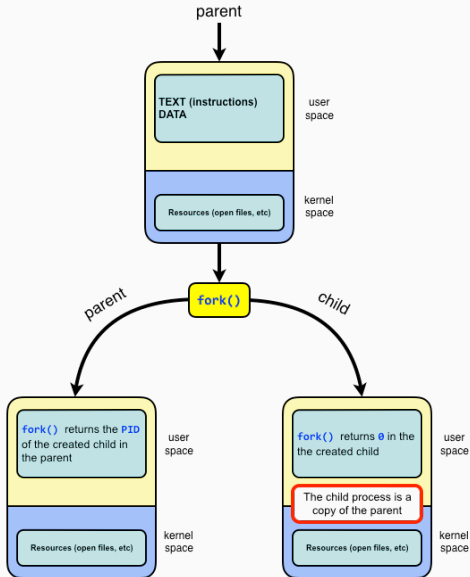 parent
TEXT (instructions)
DATA
user
space
Resources (open files, etc)
kernel
space
fork()
parent
child
fork() returns the PID
of the created child in
the parent
user
space
Resources (open files, etc)
kernel
space
fork() returns 0 in the
the created child
user
space
The child process is a
copy of the parent
Resources (open files, etc)
kernel
space